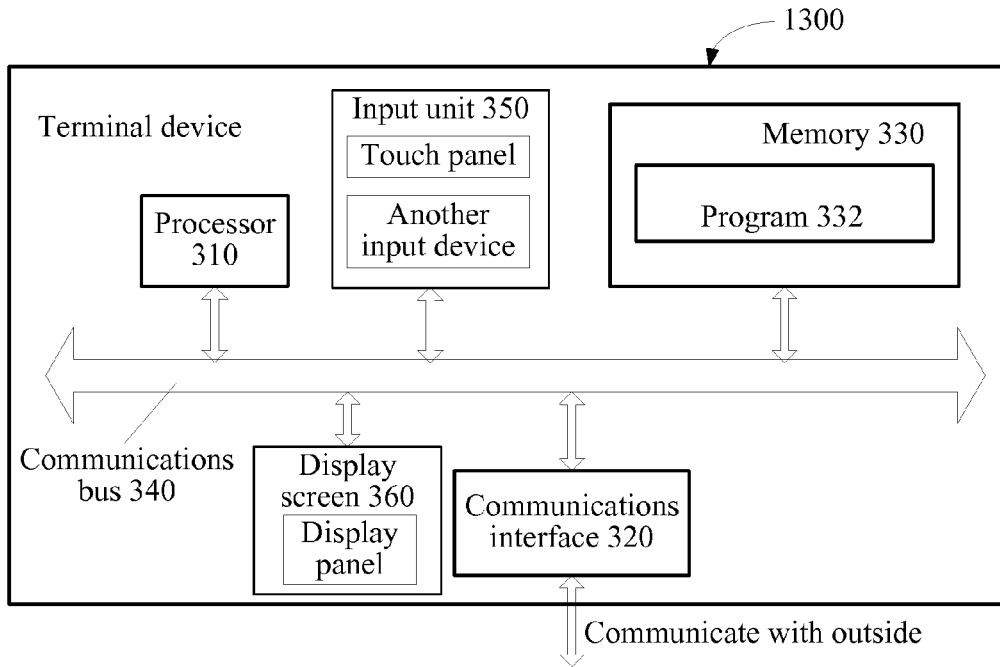 1300
Terminal device
Input unit 350
Touch panel
Another
input device
Memory 330
Program 332
Processor
310
Communications
bus 340
Display
screen 360
Display
panel
Communications
interface 320
Communicate with outside